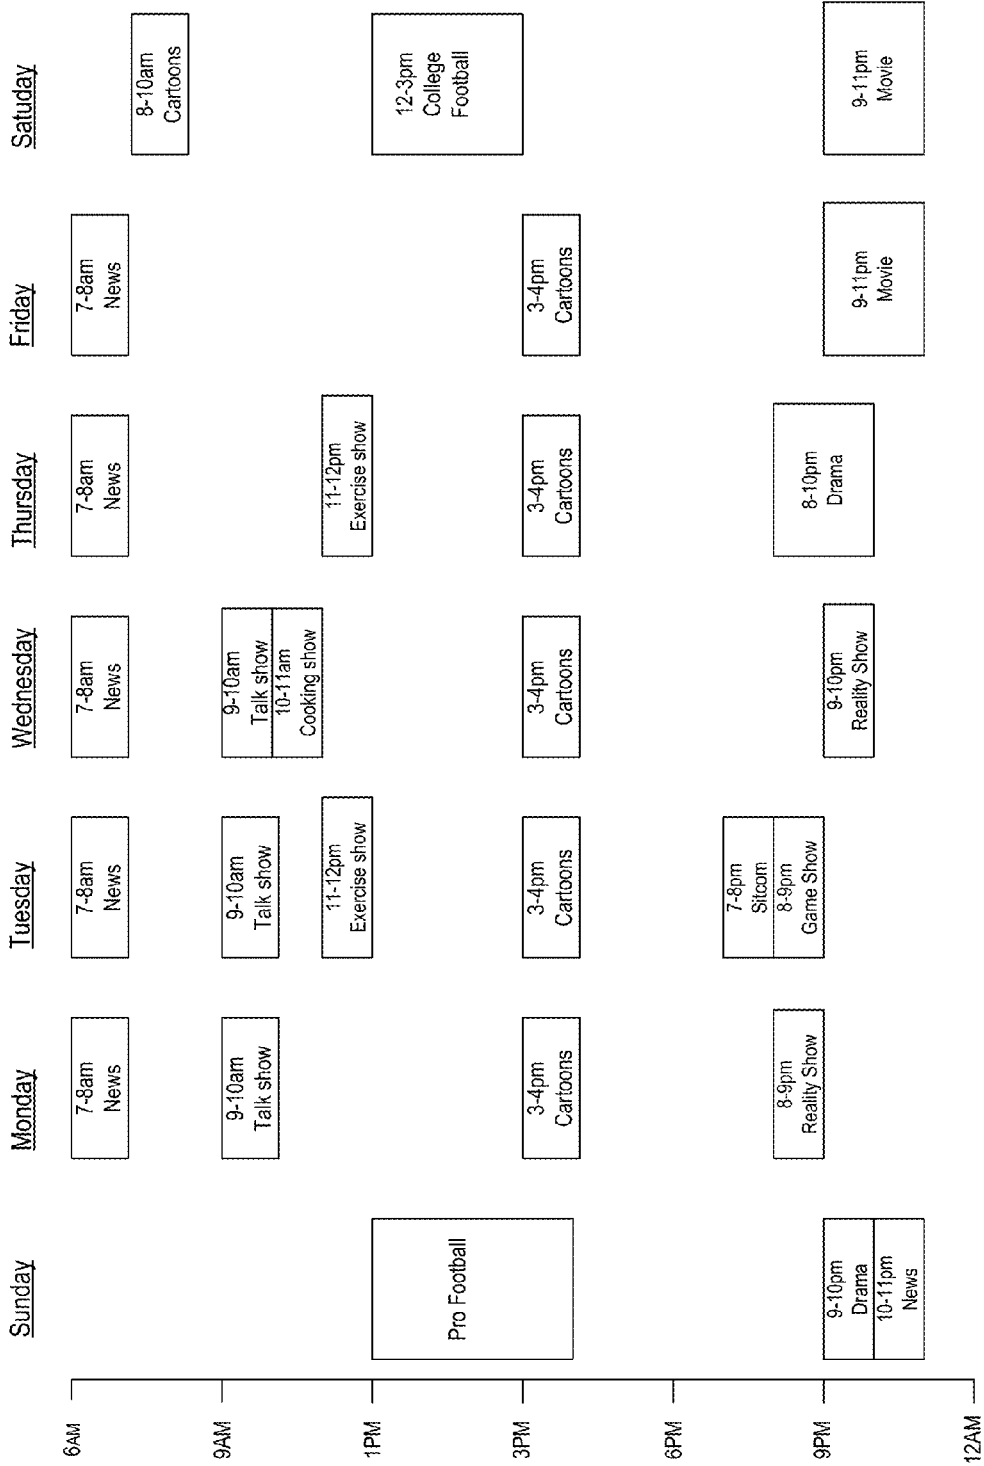 Sunday
Monday
Tuesday
Wednesday
Thursday
Friday
Satuday
6AM
9AM
1PM
3PM
6PM
9PM
12AM
Pro Football
9-10pm
Drama
10-11pm
News
7-8am
News
9-10am
Talk show
3-4pm
Cartoons
8-9pm
Reality Show
7-8am
News
9-10am
Talk show
11-12pm
Exercise show
3-4pm
Cartoons
7-8pm
Sitcom
8-9pm
Game Show
7-8am
News
9-10am
Talk show
10-11am
Cooking show
3-4pm
Cartoons
9-10pm
Reality Show
7-8am
News
11-12pm
Exercise show
3-4pm
Cartoons
8-10pm
Drama
7-8am
News
3-4pm
Cartoons
9-11pm
Movie
8-10am
Cartoons
12-3pm
College
Football
9-11pm
Movie